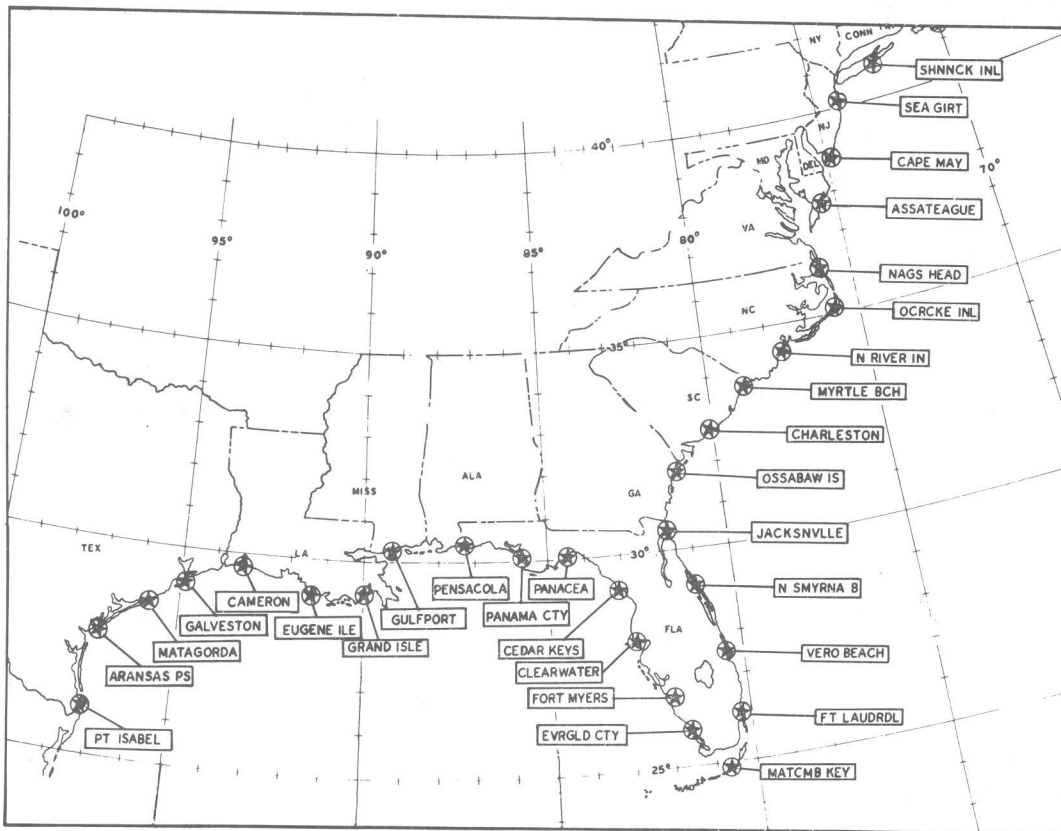 NY
CONN
SHNNCK INL
SEA GIRT
NJ
40°
MD
DEL
CAPE MAY
70°
100°
ASSATEAGUE
95°
90°
85°
80°
VA
NAGS HEAD
NC
OCRCKE INL
35°
N RIVER IN
MYRTLE BCH
SC
CHARLESTON
ALA
OSSABAW IS
MISS
GA
JACKSNVLLE
TEX
LA
30°
PENSACOLA
PANACEA
N SMYRNA B
CAMERON
GULFPORT
PANAMA CTY
GALVESTON
EUGENE ILE
GRAND ISLE
FLA
MATAGORDA
CEDAR KEYS
VERO BEACH
ARANSAS PS
CLEARWATER
FORT MYERS
FT LAUDRDL
PT ISABEL
EVRGLD CTY
25°
MATCMB KEY